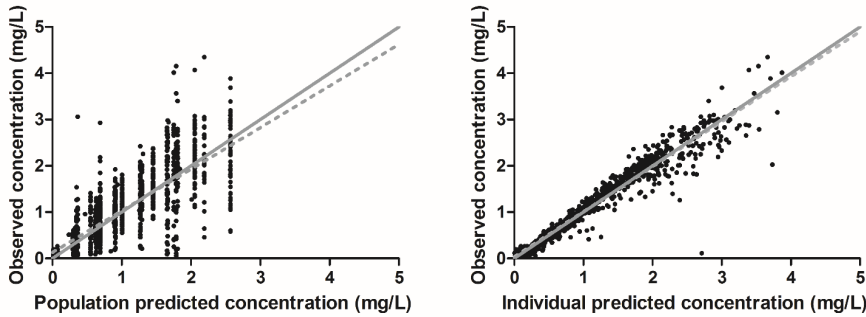 Observed concentration (mg/L)
5
4
3
2
1
0
0 1 2 3 4 5
Population predicted concentration (mg/L)
Observed concentration (mg/L)
5
4
3
2
1
0
0 1 2 3 4 5
Individual predicted concentration (mg/L)